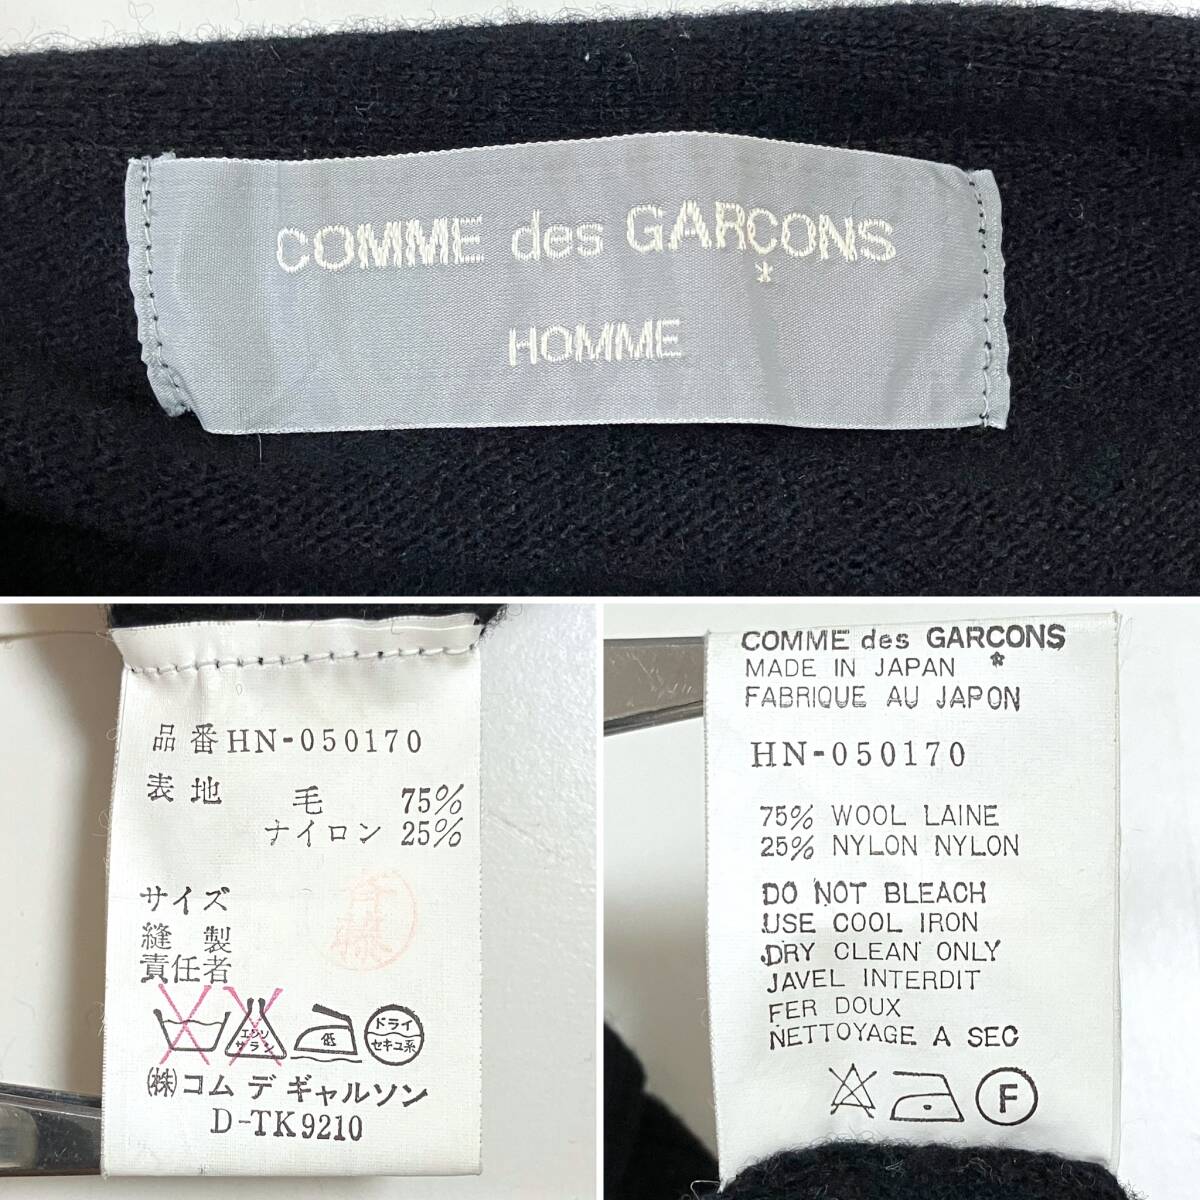 COMME des GARCONS
*
HOMME
品番 HN-050170
表地 毛 75%
ナイロン 25%
サイズ
縫製
責任者
エンソ
サラシ
低
ドライ
セキユ系
㈱コム デ ギャルソン
D-TK9210
COMME des GARCONS
*
MADE IN JAPAN
FABRIQUE AU JAPON
HN-050170
75% WOOL LAINE
25% NYLON NYLON
DO NOT BLEACH
USE COOL IRON
DRY CLEAN ONLY
JAVEL INTERDIT
FER DOUX
NETTOYAGE A SEC
F